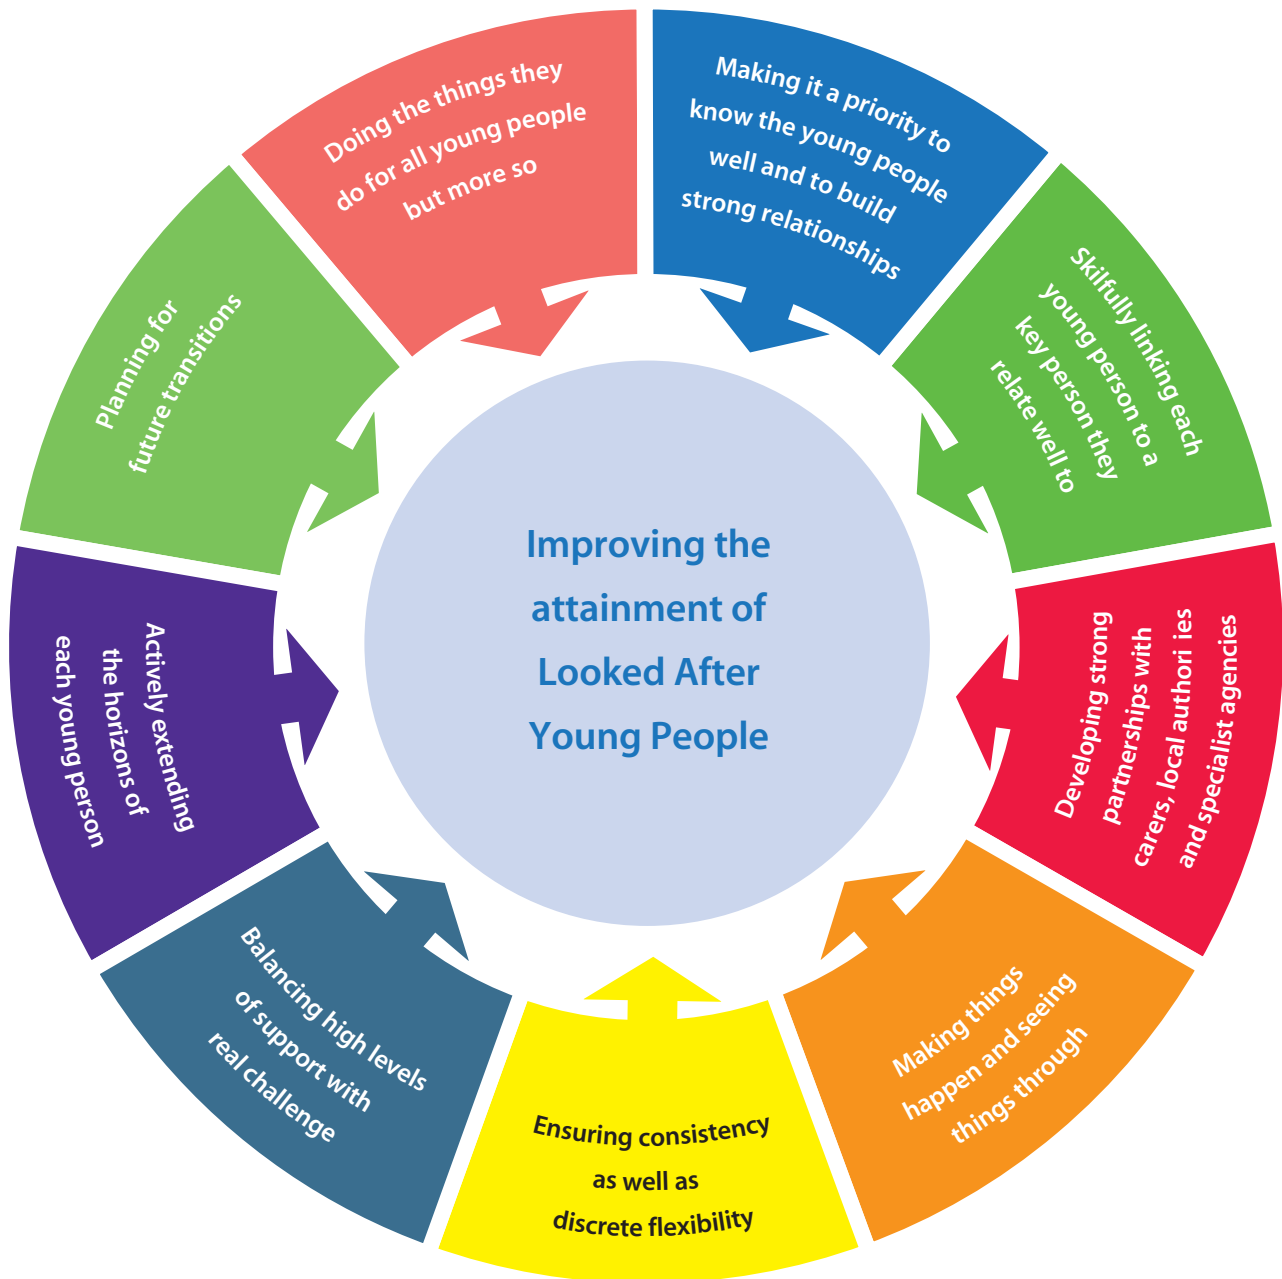 Doing the things they
do for all young people
but more so
Making it a priority to
know the young people
well and to build
strong relationships
Skilfully linking each
young person to a
key person they
relate well to
Developing strong
partnerships with
carers, local authori ies
and specialist agencies
Making things
happen and seeing
things through
Ensuring consistency
as well as
discrete flexibility
Balancing high levels
of support with
real challenge
Actively extending
the horizons of
each young person
Planning for
future transitions
Improving the
attainment of
Looked After
Young People